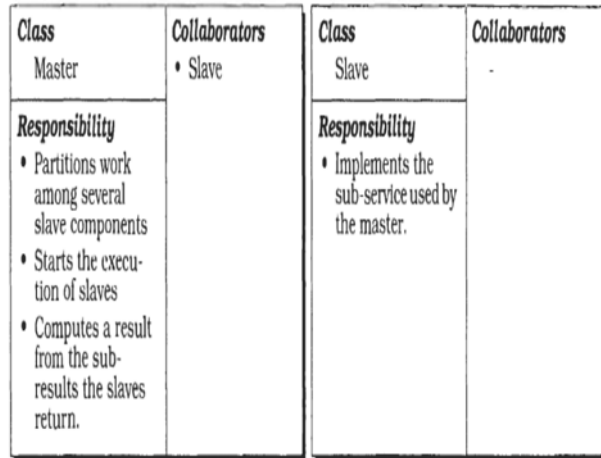 Class
Master
Collaborators
• Slave
Responsibility
• Partitions work
among several
slave components
• Starts the execu-
tion of slaves
• Computes a result
from the sub-
results the slaves
return.
Class
Slave
Collaborators
-
Responsibility
• Implements the
sub-service used by
the master.